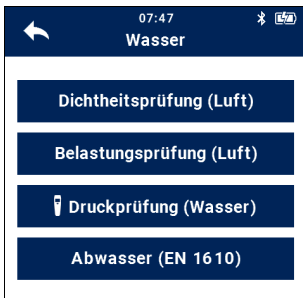 07:47
Wasser
Dichtheitsprüfung (Luft)
Belastungsprüfung (Luft)
Druckprüfung (Wasser)
Abwasser (EN 1610)